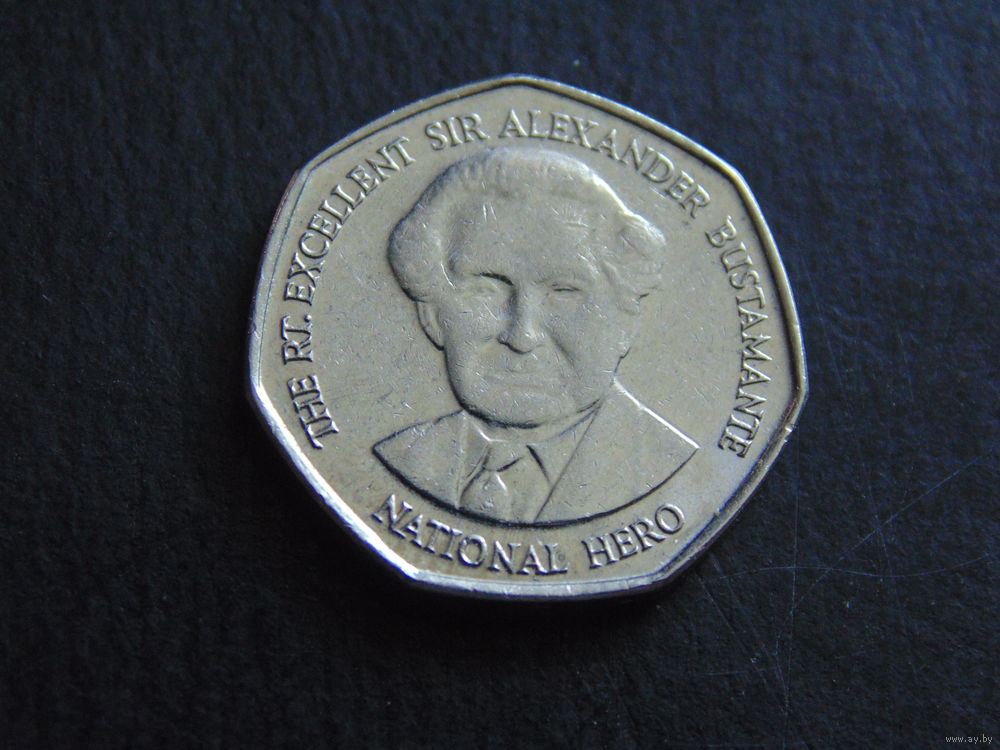 THE RT. EXCELLENT SIR ALEXANDER BUSTAMANTE
NATIONAL HERO
www.ay.by